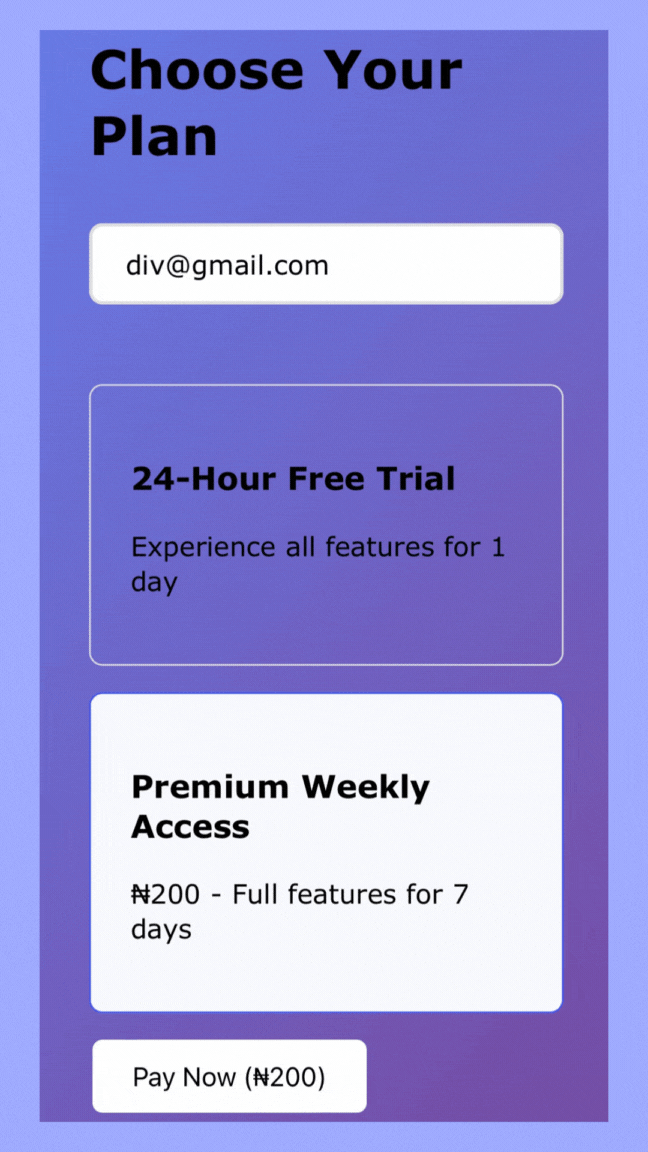 Choose Your
Plan
div@gmail.com
24-Hour Free Trial
Experience all features for 1
day
Premium Weekly
Access
₦200 - Full features for 7
days
Pay Now (₦200)